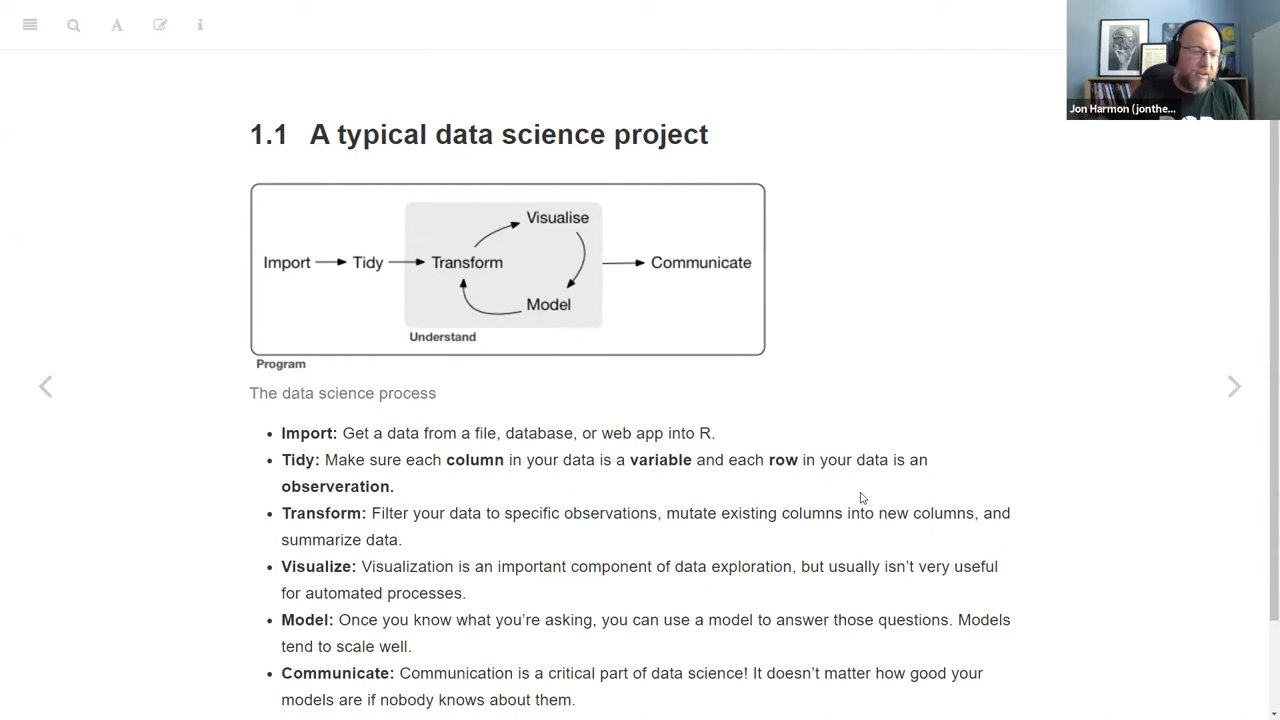 Jon Harmon (jonthe...
1.1 A typical data science project
Visualise
Import
Tidy
Transform
Communicate
Model
Understand
Program
The data science process
• Import: Get a data from a file, database, or web app into R.
• Tidy: Make sure each column in your data is a variable and each row in your data is an
observeration.
• Transform: Filter your data to specific observations, mutate existing columns into new columns, and
summarize data.
• Visualize: Visualization is an important component of data exploration, but usually isn’t very useful
for automated processes.
• Model: Once you know what you’re asking, you can use a model to answer those questions. Models
tend to scale well.
• Communicate: Communication is a critical part of data science! It doesn’t matter how good your
models are if nobody knows about them.